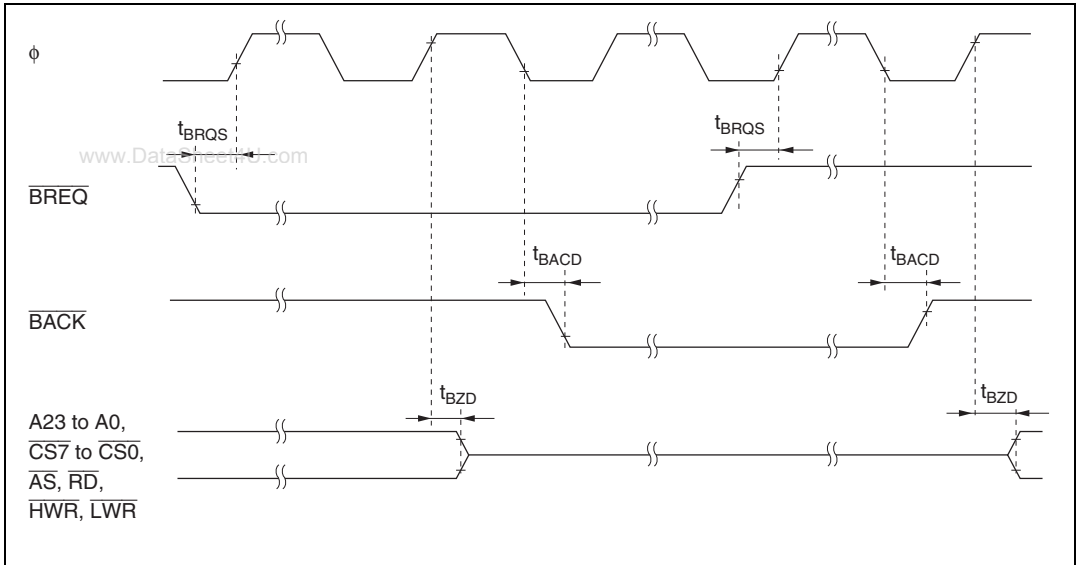 ϕ
tBRQS
tBRQS
www.DataSheet4U.com
BREQ
tBACD
tBACD
BACK
tBZD
tBZD
A23 to A0,
CS7 to CS0,
AS, RD,
HWR, LWR